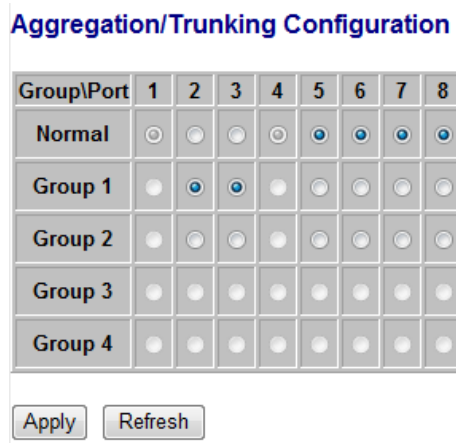 Aggregation/Trunking Configuration
Group\Port 1 2 3 4 5 6 7 8
Normal
Group 1
Group 2
Group 3
Group 4
Apply Refresh